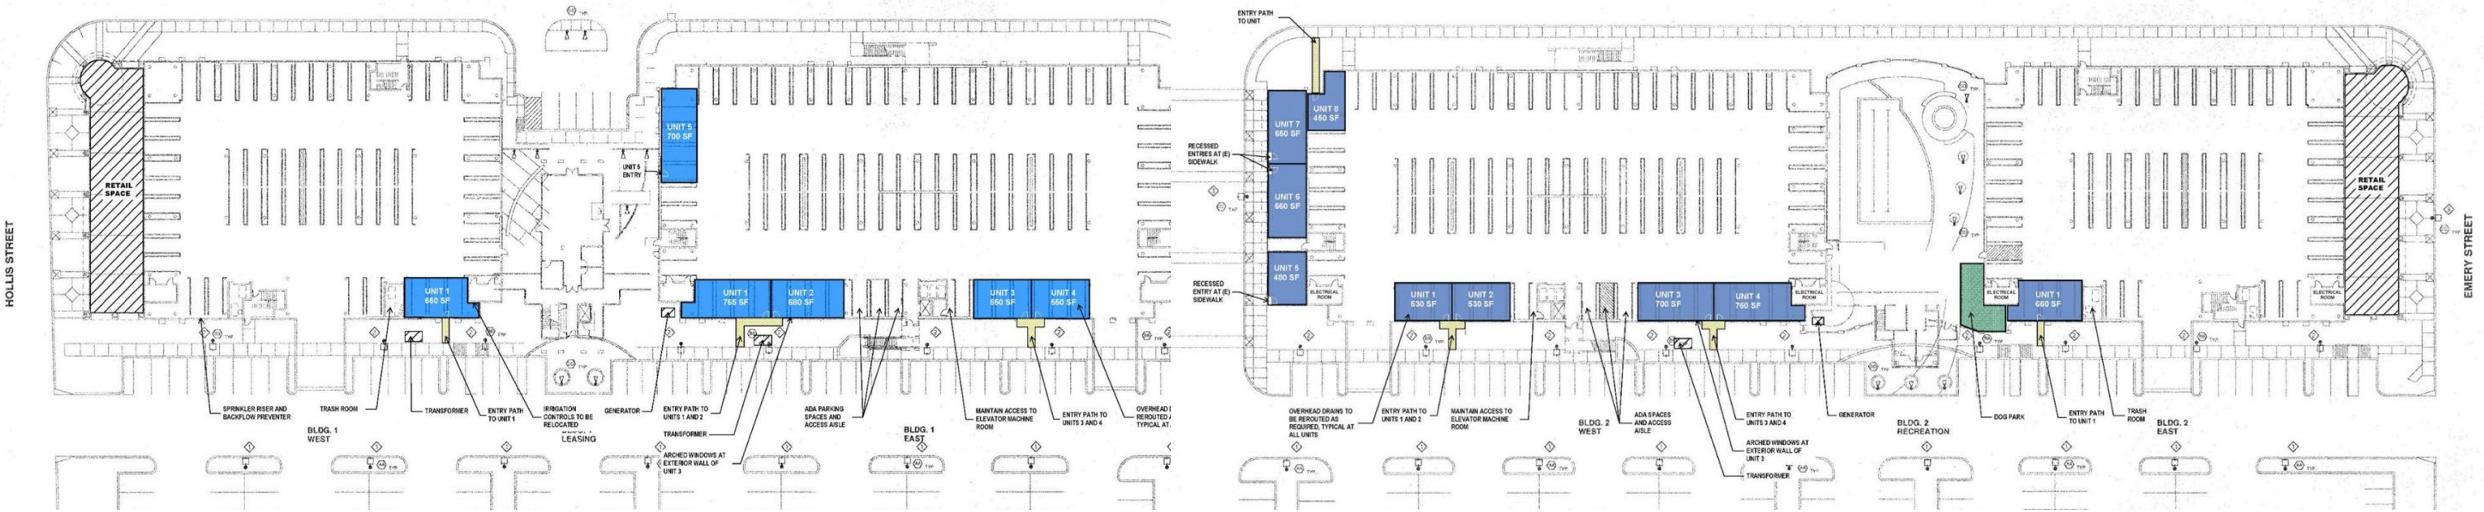 HOLLIS STREET
RETAIL
SPACE
UNIT 1
660 SF
UNIT 5
700 SF
UNIT 5
ENTRY
UNIT 1
765 SF
UNIT 2
680 SF
UNIT 3
550 SF
UNIT 4
550 SF
SPRINKLER RISER AND
BACKFLOW PREVENTER
TRASH ROOM
TRANSFORMER
ENTRY PATH
TO UNIT 1
IRRIGATION
CONTROLS TO BE
RELOCATED
GENERATOR
ENTRY PATH TO
UNITS 1 AND 2
TRANSFORMER
ARCHED WINDOWS AT
EXTERIOR WALL OF
UNIT 3
ADA PARKING
SPACES AND
ACCESS AISLE
MAINTAIN ACCESS TO
ELEVATOR MACHINE
ROOM
ENTRY PATH TO
UNITS 3 AND 4
OVERHEAD
REROUTED
TYPICAL AT
BLDG. 1
WEST
LEASING
BLDG. 1
EAST
ENTRY PATH
TO UNIT
UNIT 8
450 SF
UNIT 7
650 SF
RECESSED
ENTRIES AT (E)
SIDEWALK
UNIT 6
660 SF
UNIT 5
480 SF
RECESSED
ENTRY AT (E)
SIDEWALK
ELECTRICAL
ROOM
UNIT 1
530 SF
UNIT 2
530 SF
UNIT 3
700 SF
UNIT 4
760 SF
ELECTRICAL
ROOM
ELECTRICAL
ROOM
UNIT 1
660 SF
ELECTRICAL
ROOM
RETAIL
SPACE
EMERY STREET
OVERHEAD DRAINS TO
BE REROUTED AS
REQUIRED, TYPICAL AT
ALL UNITS
ENTRY PATH TO
UNITS 1 AND 2
MAINTAIN ACCESS TO
ELEVATOR MACHINE
ROOM
BLDG. 2
WEST
ADA SPACES
AND ACCESS
AISLE
ENTRY PATH TO
UNITS 3 AND 4
ARCHED WINDOWS AT
EXTERIOR WALL OF
UNIT 3
TRANSFORMER
GENERATOR
BLDG. 2
RECREATION
DOG PARK
ENTRY PATH
TO UNIT 1
TRASH
ROOM
BLDG. 2
EAST